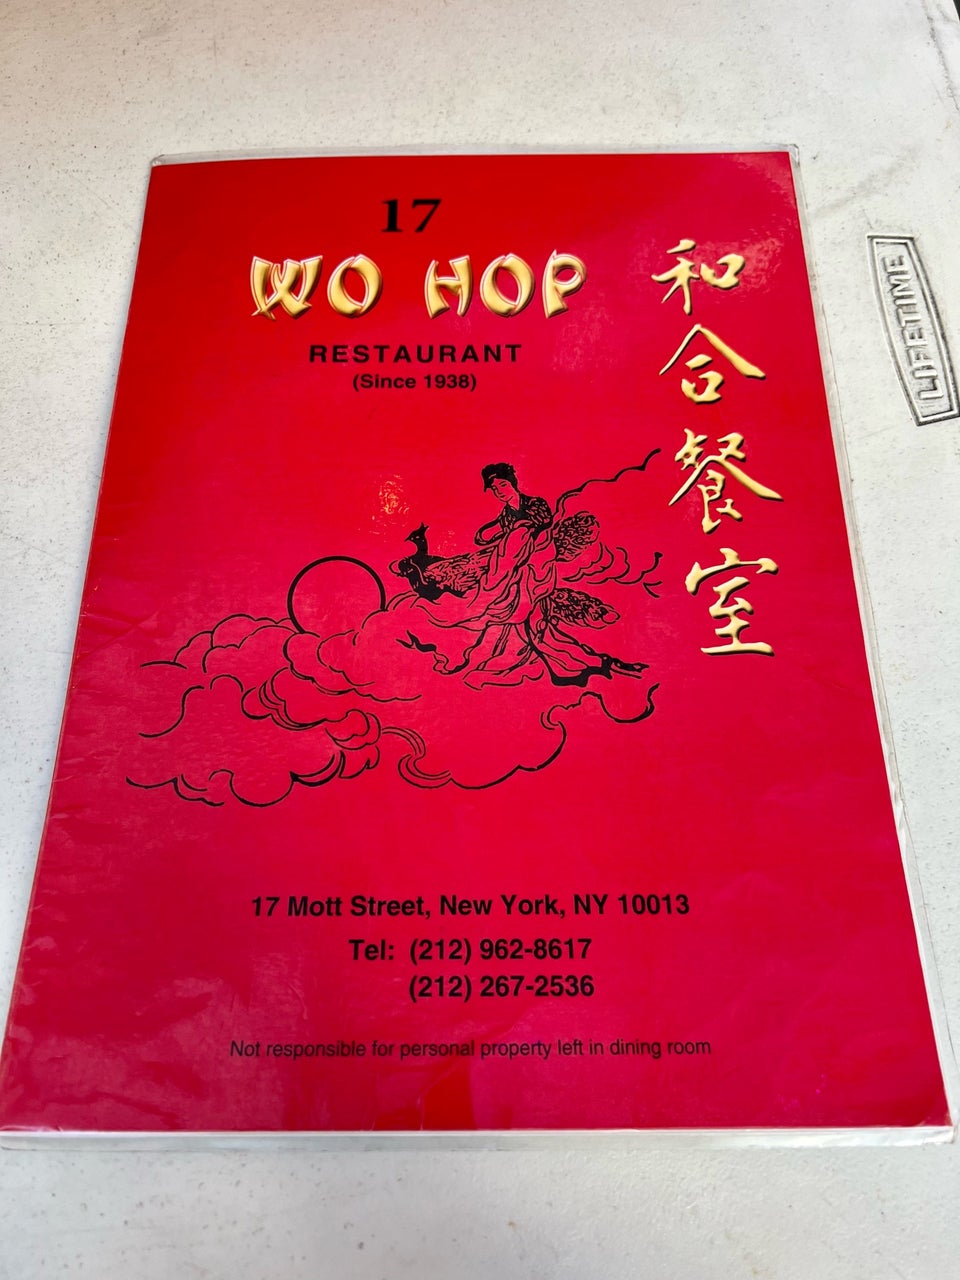 17
WO HOP
RESTAURANT
(Since 1938)
和合餐室
17 Mott Street, New York, NY 10013
Tel: (212) 962-8617
(212) 267-2536
Not responsible for personal property left in dining room
LIFETIME